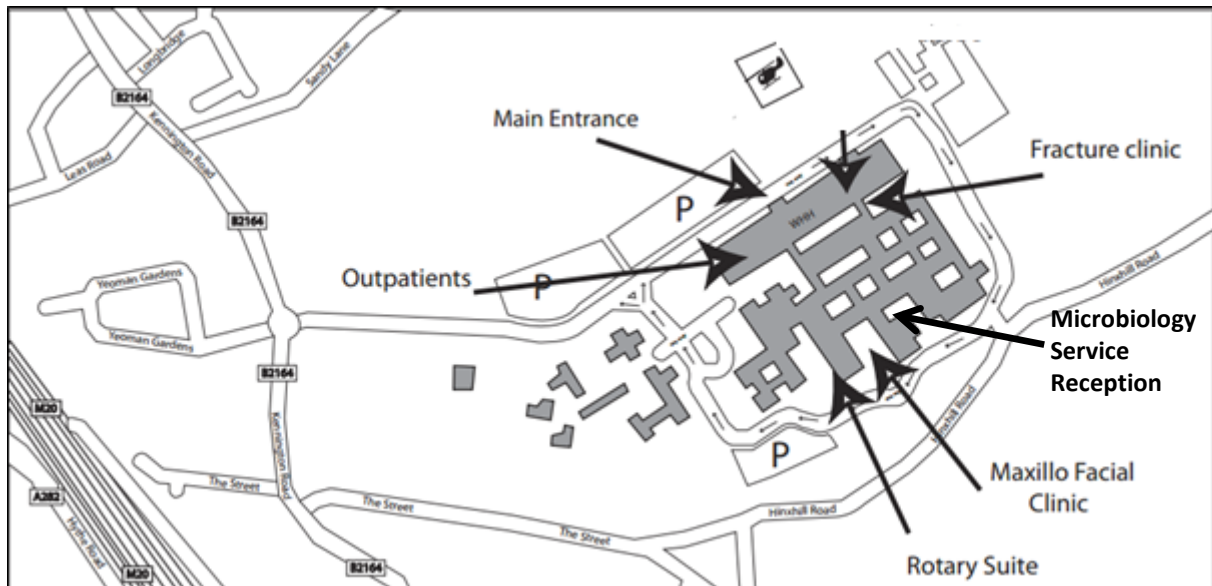 Longbridge
B2164
Sandy Lane
Kennington Road
Leas Road
B2164
Main Entrance
Fracture clinic
P
WHH
Yeoman Gardens
Outpatients
P
Hinxhill Road
Yeoman Gardens
Microbiology
Service
Reception
B2164
M20
Kennington Road
Hinxhill Road
P
Maxillo Facial
Clinic
The Street
A282
The Street
Hinxhill Road
Hythe Road
The Street
Rotary Suite
B2164
M20